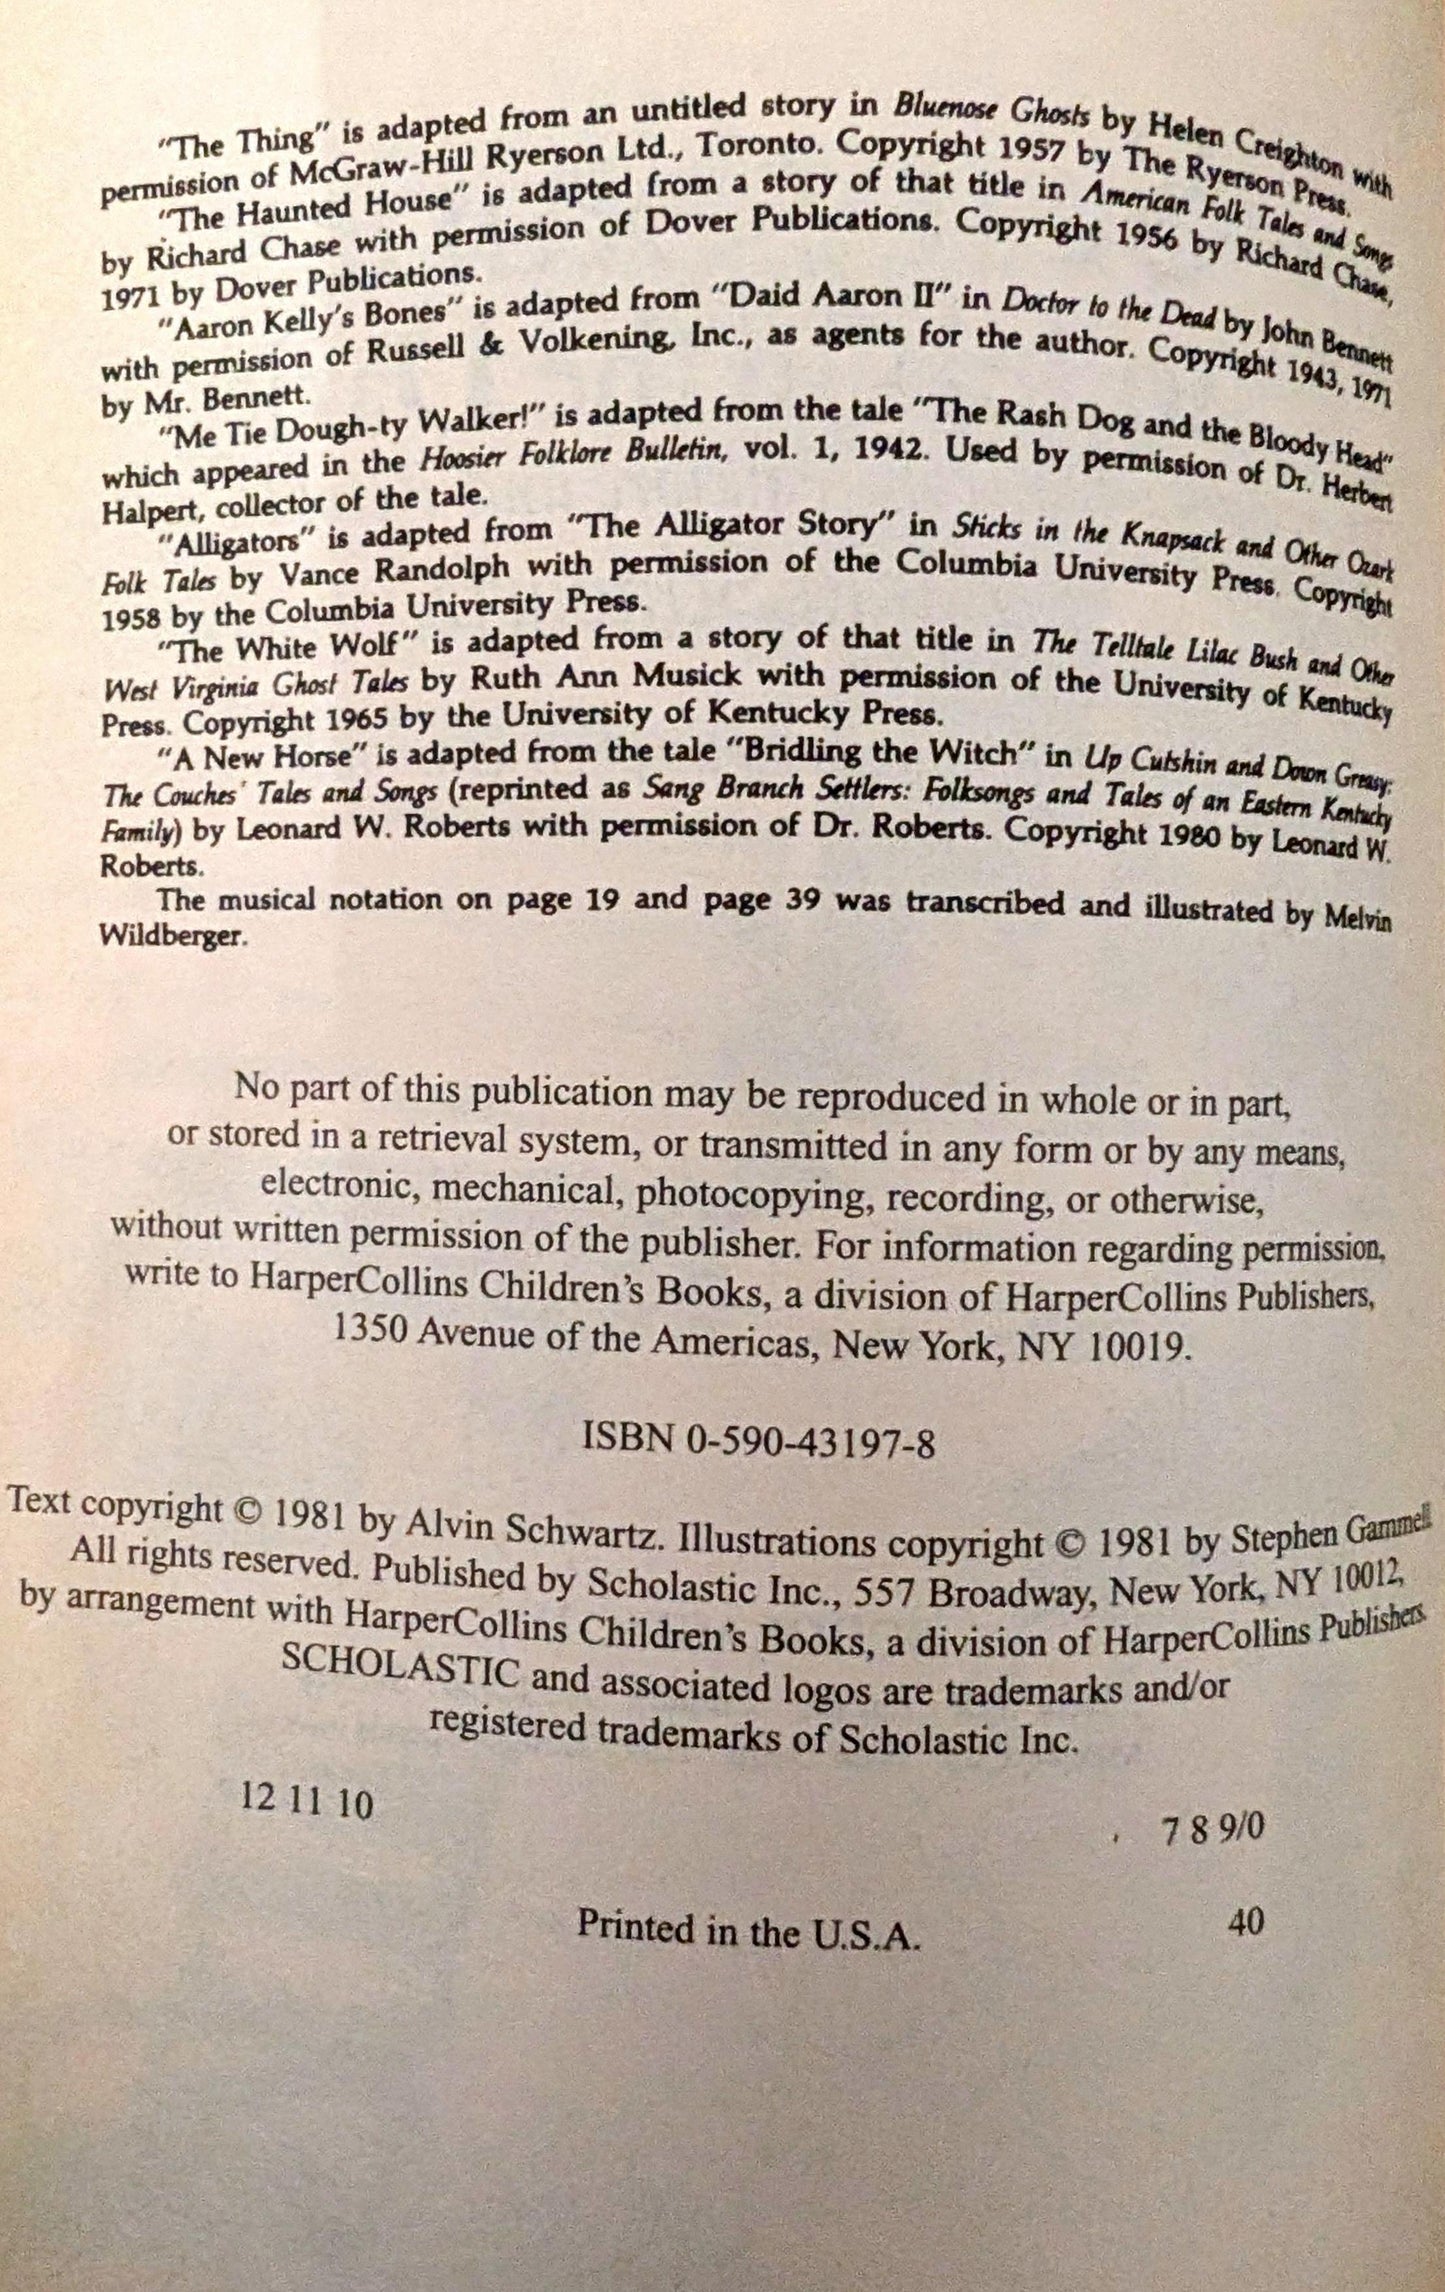 "The Thing" is adapted from an untitled story in Bluenose Ghosts by Helen Creighton with
permission of McGraw-Hill Ryerson Ltd., Toronto. Copyright 1957 by The Ryerson Press.
"The Haunted House" is adapted from a story of that title in American Folk Tales and Songs
by Richard Chase with permission of Dover Publications. Copyright 1956 by Richard Chase,
1971 by Dover Publications.
"Aaron Kelly's Bones" is adapted from "Daid Aaron II" in Doctor to the Dead by John Bennett
with permission of Russell & Volkening, Inc., as agents for the author. Copyright 1943, 1971
by Mr. Bennett.
"Me Tie Dough-ty Walker!" is adapted from the tale "The Rash Dog and the Bloody Head"
which appeared in the Hoosier Folklore Bulletin, vol. 1, 1942. Used by permission of Dr. Herbert
Halpert, collector of the tale.
"Alligators" is adapted from "The Alligator Story" in Sticks in the Knapsack and Other Ozark
Folk Tales by Vance Randolph with permission of the Columbia University Press. Copyright
1958 by the Columbia University Press.
"The White Wolf" is adapted from a story of that title in The Telltale Lilac Bush and Other
West Virginia Ghost Tales by Ruth Ann Musick with permission of the University of Kentucky
Press. Copyright 1965 by the University of Kentucky Press.
"A New Horse" is adapted from the tale "Bridling the Witch" in Up Cutshin and Down Greasy:
The Couches' Tales and Songs (reprinted as Sang Branch Settlers: Folksongs and Tales of an Eastern Kentucky
Family) by Leonard W. Roberts with permission of Dr. Roberts. Copyright 1980 by Leonard W.
Roberts.
The musical notation on page 19 and page 39 was transcribed and illustrated by Melvin
Wildberger.
No part of this publication may be reproduced in whole or in part,
or stored in a retrieval system, or transmitted in any form or by any means,
electronic, mechanical, photocopying, recording, or otherwise,
without written permission of the publisher. For information regarding permission,
write to HarperCollins Children's Books, a division of HarperCollins Publishers,
1350 Avenue of the Americas, New York, NY 10019.
ISBN 0-590-43197-8
Text copyright © 1981 by Alvin Schwartz. Illustrations copyright © 1981 by Stephen Gammell
All rights reserved. Published by Scholastic Inc., 557 Broadway, New York, NY 10012,
by arrangement with HarperCollins Children's Books, a division of HarperCollins Publishers.
SCHOLASTIC and associated logos are trademarks and/or
registered trademarks of Scholastic Inc.
12 11 10 7 8 9/0
Printed in the U.S.A. 40